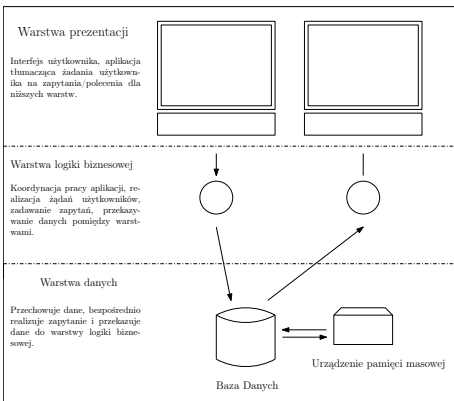 Warstwa prezentacji
Interfejs użytkownika, aplikacja
tłumacząca żądania użytkow-
nika na zapytania/polecenia dla
niższych warstw.
Warstwa logiki biznesowej
Koordynacja pracy aplikacji, re-
alizacja żądań użytkowników,
zadawanie zapytań, przekazy-
wanie danych pomiędzy warst-
wami.
Warstwa danych
Przechowuje dane, bezpośrednio
realizuje zapytanie i przekazuje
dane do warstwy logiki bizne-
sowej.
Urządzenie pamięci masowej
Baza Danych